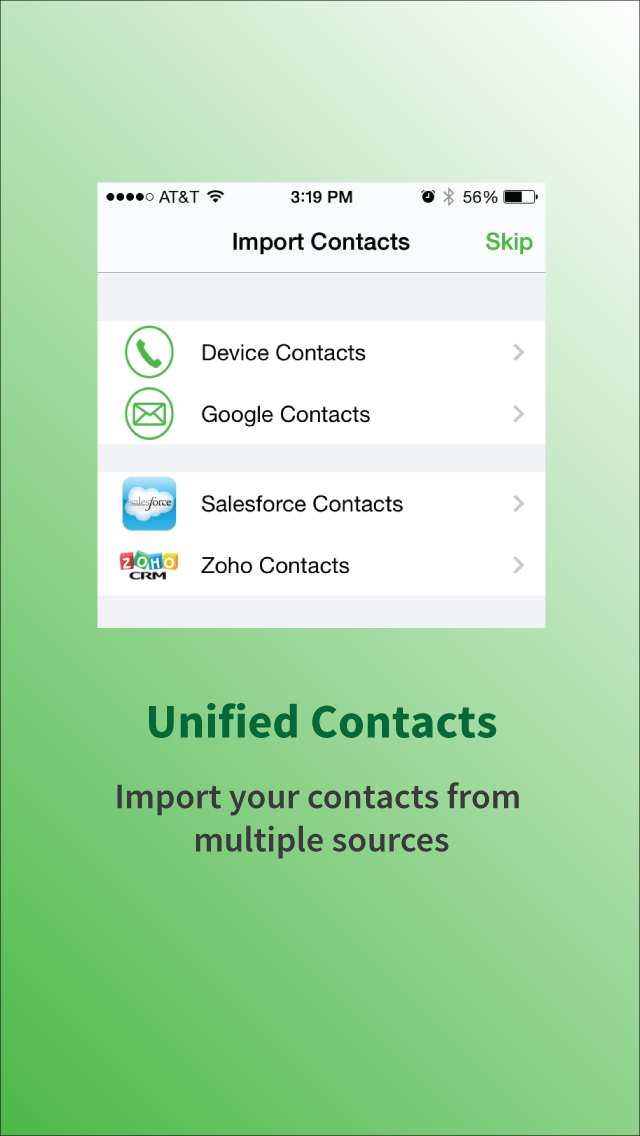 AT&T 3:19 PM 56%
Import Contacts Skip
Device Contacts
Google Contacts
salesforce Salesforce Contacts
ZOHO
CRM Zoho Contacts
Unified Contacts
Import your contacts from
multiple sources